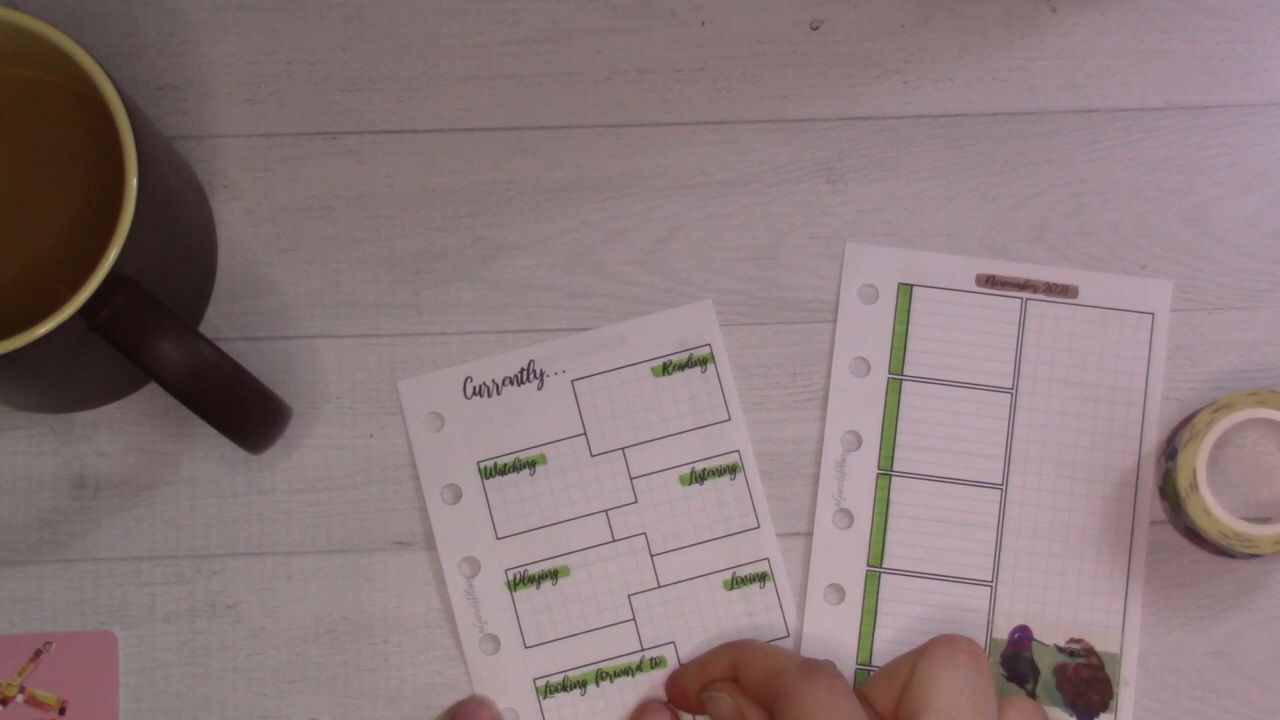 Currently...
Reading
Watching
Listening
Playing
Loving
Looking forward to
November 2021